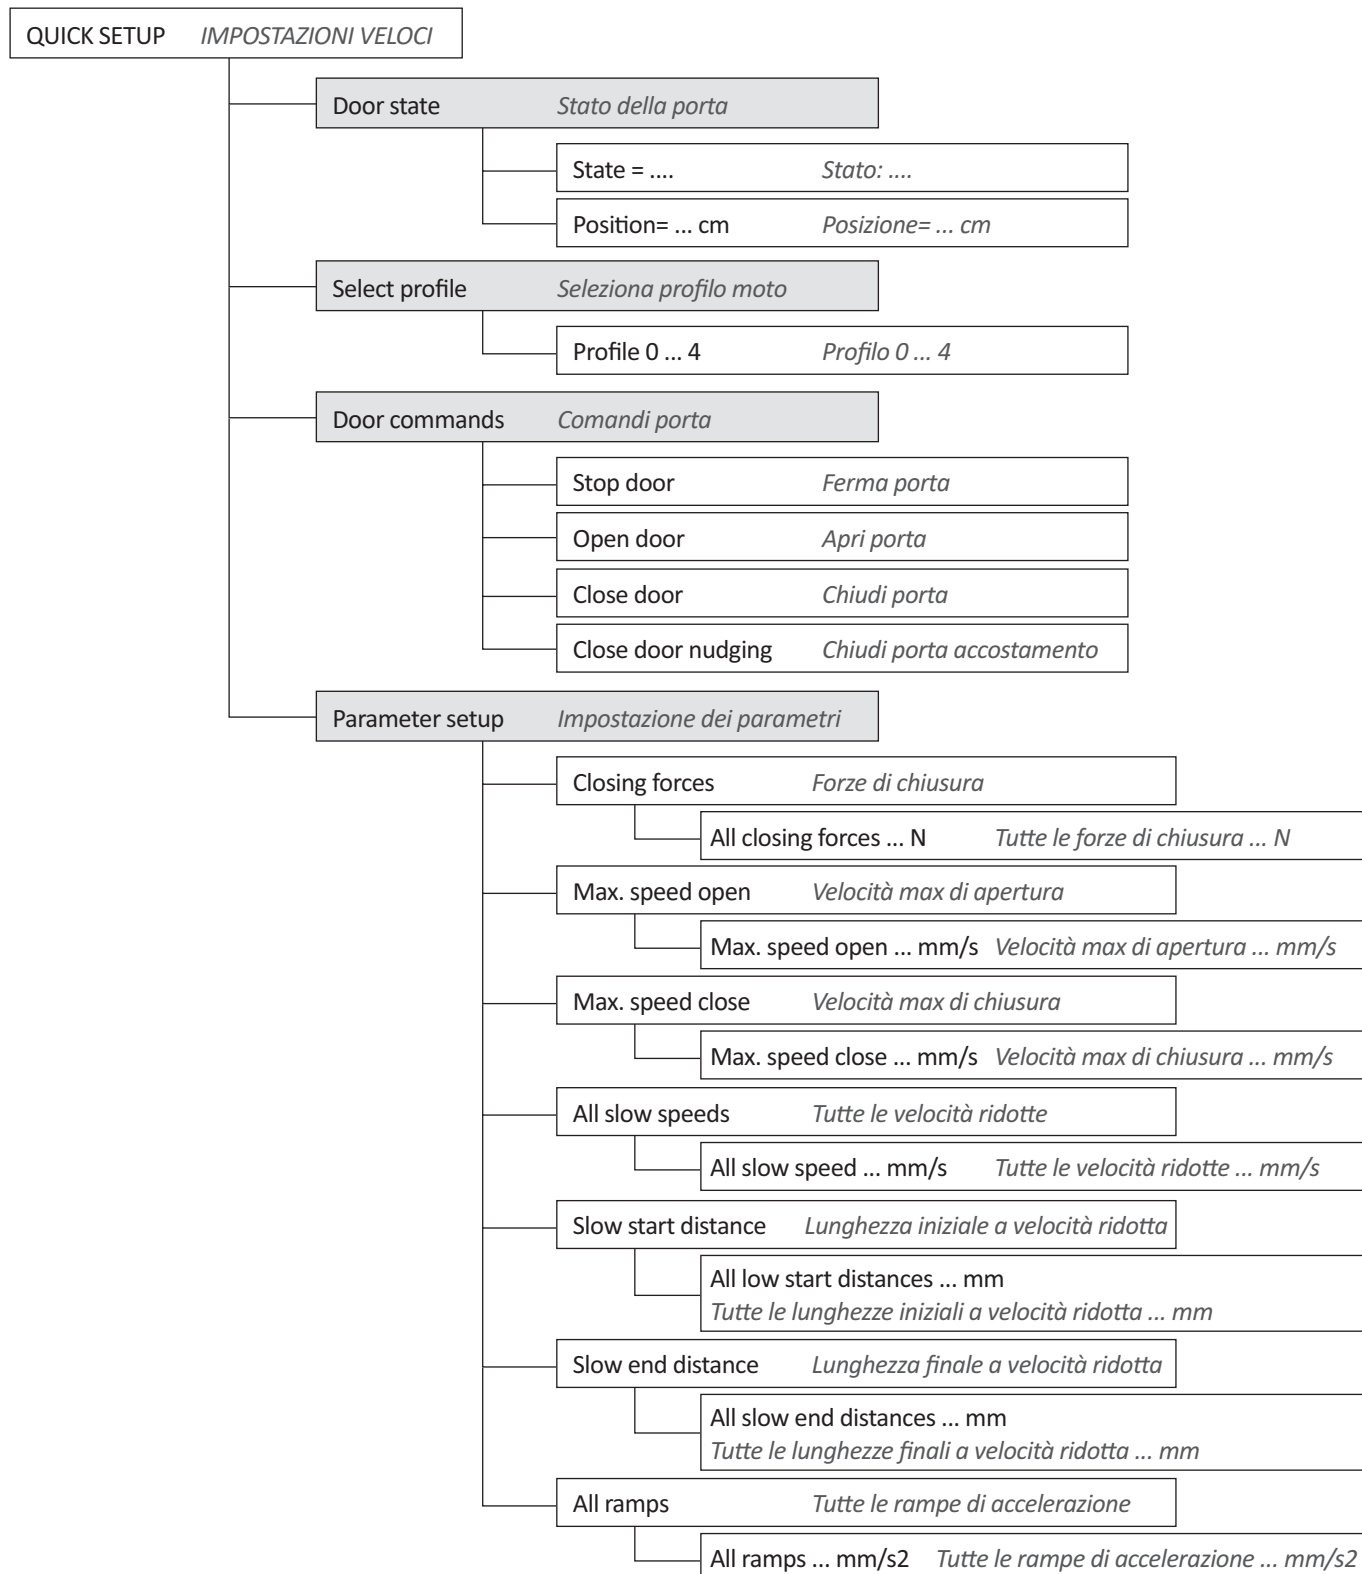 QUICK SETUP IMPOSTAZIONI VELOCI
Door state Stato della porta
State = .... Stato: ....
Position= ... cm Posizione= ... cm
Select profile Seleziona profilo moto
Profile 0 ... 4 Profilo 0 ... 4
Door commands Comandi porta
Stop door Ferma porta
Open door Apri porta
Close door Chiudi porta
Close door nudging Chiudi porta accostamento
Parameter setup Impostazione dei parametri
Closing forces Forze di chiusura
All closing forces ... N Tutte le forze di chiusura ... N
Max. speed open Velocità max di apertura
Max. speed open ... mm/s Velocità max di apertura ... mm/s
Max. speed close Velocità max di chiusura
Max. speed close ... mm/s Velocità max di chiusura ... mm/s
All slow speeds Tutte le velocità ridotte
All slow speed ... mm/s Tutte le velocità ridotte ... mm/s
Slow start distance Lunghezza iniziale a velocità ridotta
All low start distances ... mm
Tutte le lunghezze iniziali a velocità ridotta ... mm
Slow end distance Lunghezza finale a velocità ridotta
All slow end distances ... mm
Tutte le lunghezze finali a velocità ridotta ... mm
All ramps Tutte le rampe di accelerazione
All ramps ... mm/s2 Tutte le rampe di accelerazione ... mm/s2